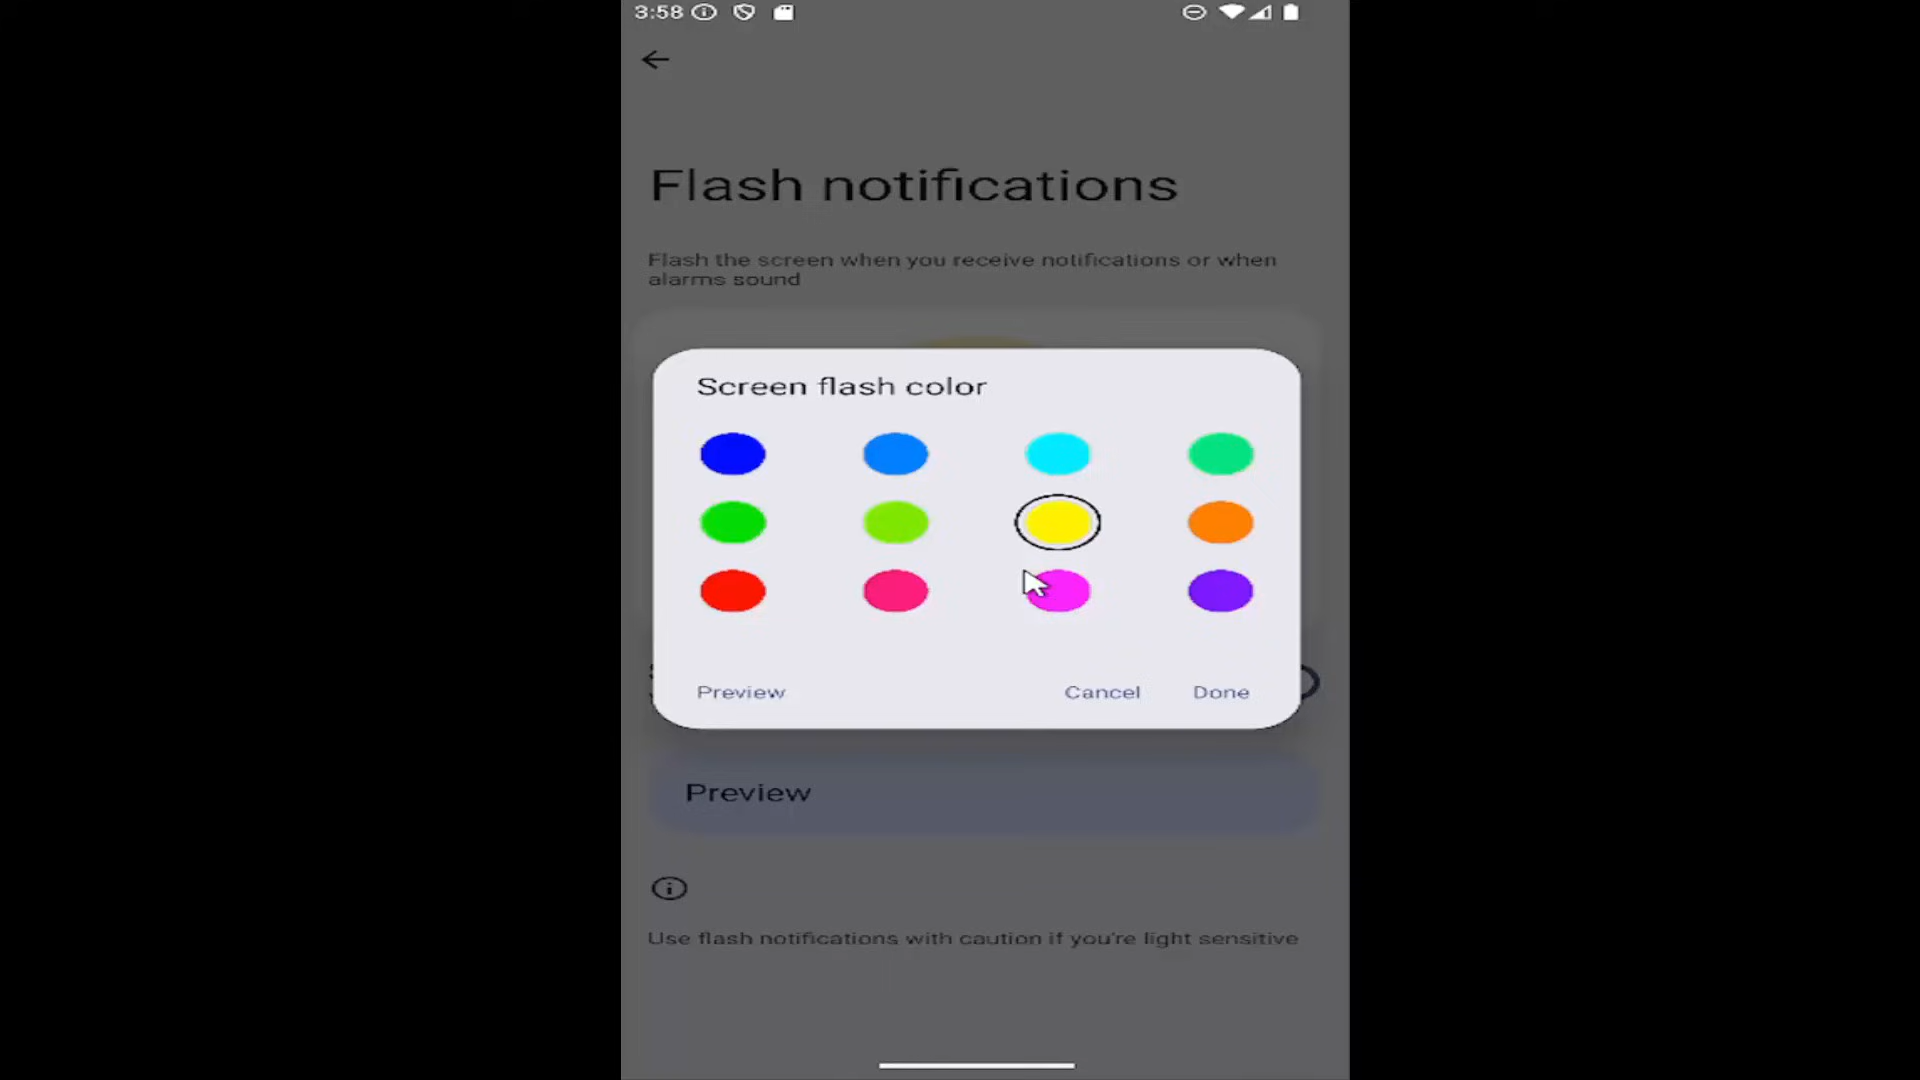 3:58
Flash notifications
Flash the screen when you receive notifications or when
alarms sound
Screen flash color
Preview
Cancel
Done
Preview
Use flash notifications with caution if you're light sensitive